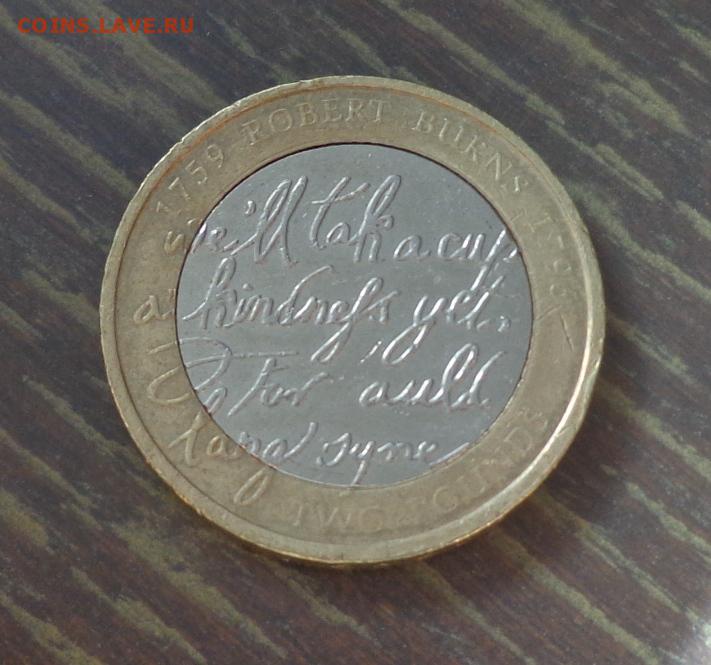 COINS.LAVE.RU
1759 ROBERT BURNS 1796
we'll tak a cup
a kindness yet,
For auld
lang syne
TWO POUNDS